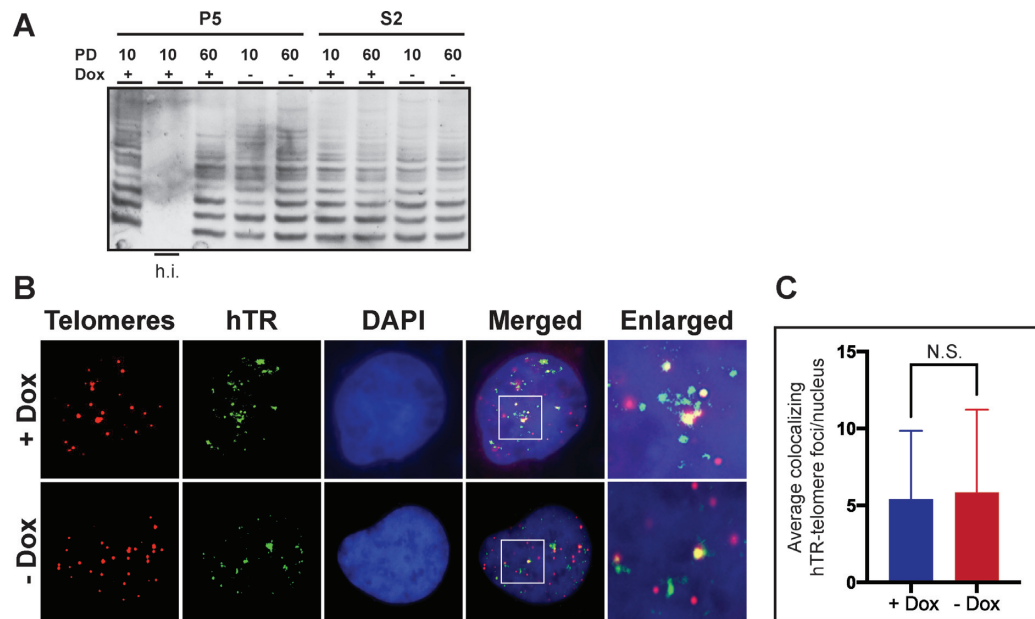 A
P5 S2
PD 10 10 60 10 60 10 60 10 60
Dox + + + - - + + - -
h.i.
B
Telomeres hTR DAPI Merged Enlarged
+ Dox
- Dox
C
Average colocalizing
hTR-telomere foci/nucleus
15
N.S.
10
5
0
+ Dox - Dox